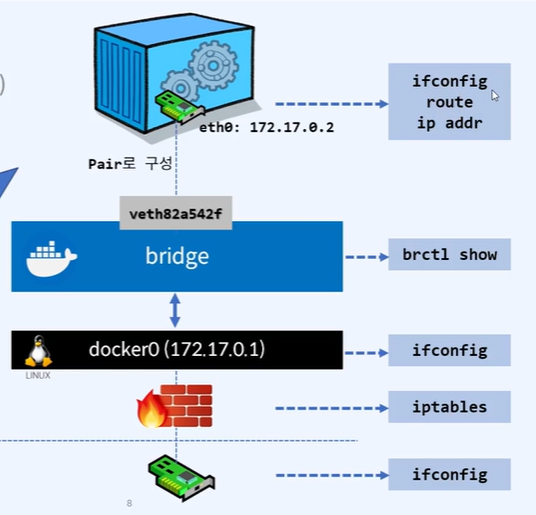 )
ifconfig
route
ip addr
eth0: 172.17.0.2
Pair로 구성
veth82a542f
bridge
brctl show
docker0 (172.17.0.1)
ifconfig
LINUX
iptables
ifconfig
8